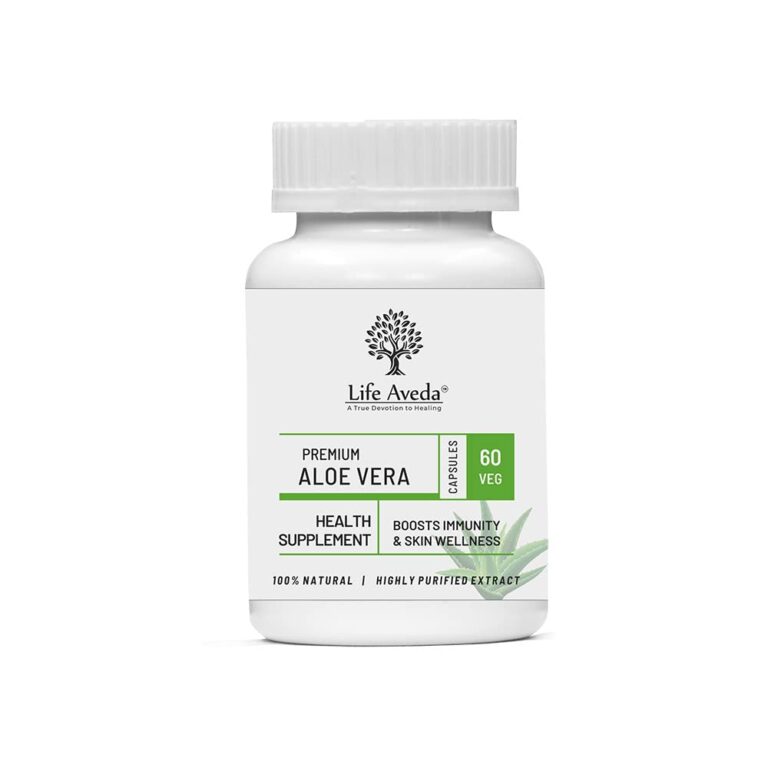 Life Aveda
A True Devotion to Healing
PREMIUM
ALOE VERA
CAPSULES
60
VEG
HEALTH
SUPPLEMENT
BOOSTS IMMUNITY
& SKIN WELLNESS
100% NATURAL | HIGHLY PURIFIED EXTRACT